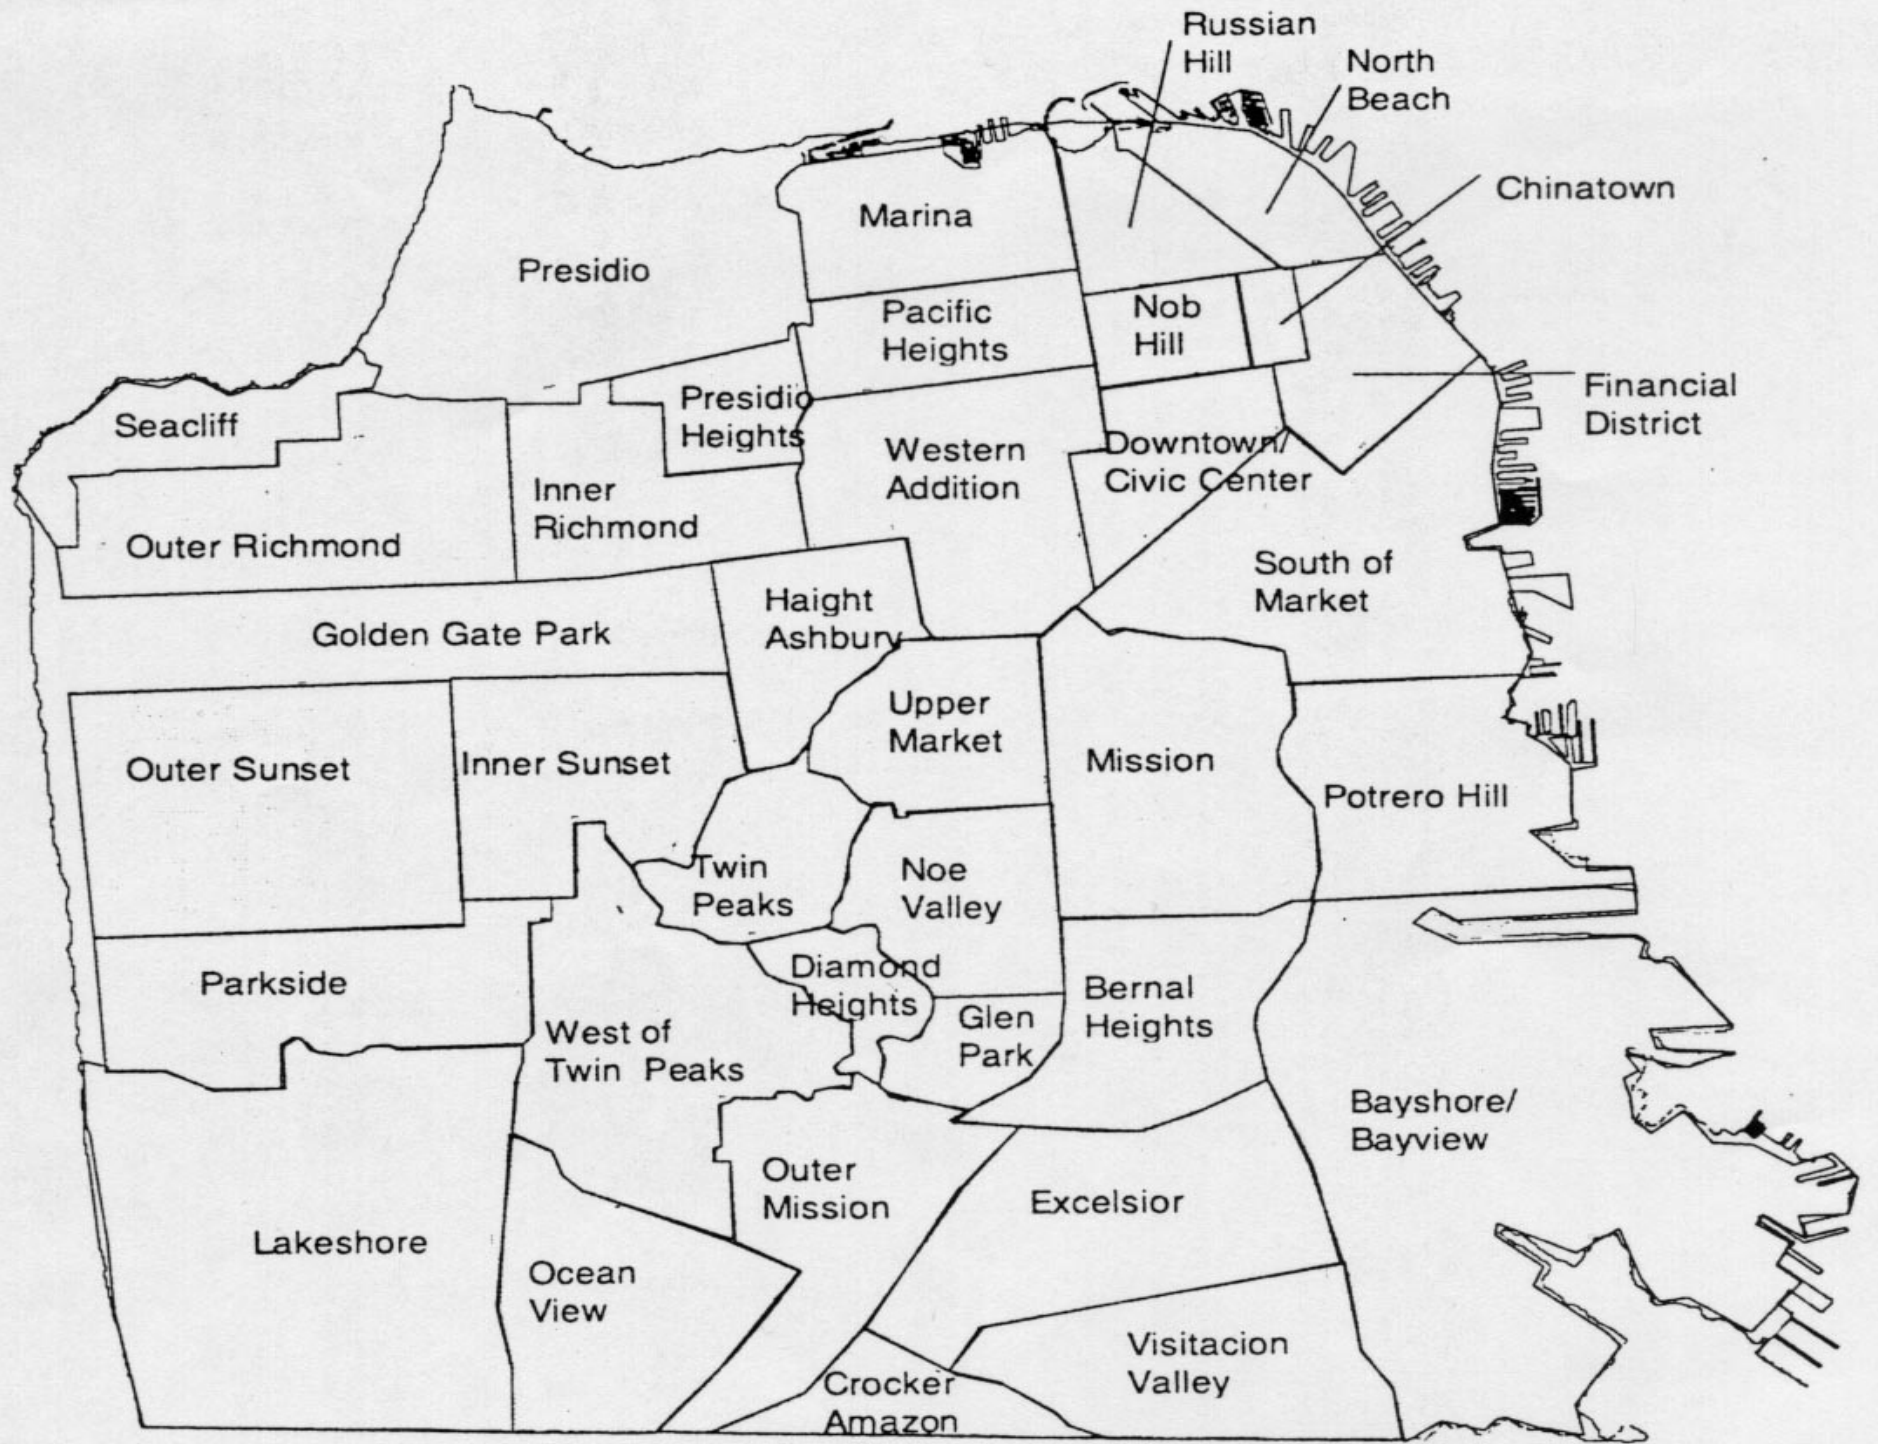 Russian
Hill
North
Beach
Chinatown
Marina
Presidio
Pacific
Heights
Nob
Hill
Financial
District
Presidio
Heights
Seacliff
Western
Addition
Downtown/
Civic Center
Inner
Richmond
Outer Richmond
South of
Market
Haight
Ashbury
Golden Gate Park
Upper
Market
Outer Sunset
Inner Sunset
Mission
Potrero Hill
Twin
Peaks
Noe
Valley
Parkside
Diamond
Heights
Bernal
Heights
Glen
Park
West of
Twin Peaks
Bayshore/
Bayview
Outer
Mission
Excelsior
Lakeshore
Ocean
View
Visitacion
Valley
Crocker
Amazon